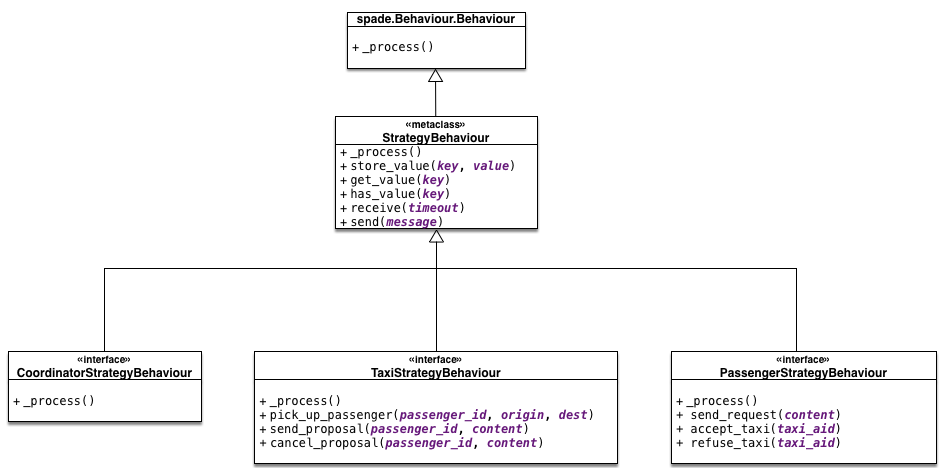 spade.Behaviour.Behaviour
+ _process()
«metaclass»
StrategyBehaviour
+ _process()
+ store_value(key, value)
+ get_value(key)
+ has_value(key)
+ receive(timeout)
+ send(message)
«interface»
CoordinatorStrategyBehaviour
+ _process()
«interface»
TaxiStrategyBehaviour
+ _process()
+ pick_up_passenger(passenger_id, origin, dest)
+ send_proposal(passenger_id, content)
+ cancel_proposal(passenger_id, content)
«interface»
PassengerStrategyBehaviour
+ _process()
+ send_request(content)
+ accept_taxi(taxi_aid)
+ refuse_taxi(taxi_aid)